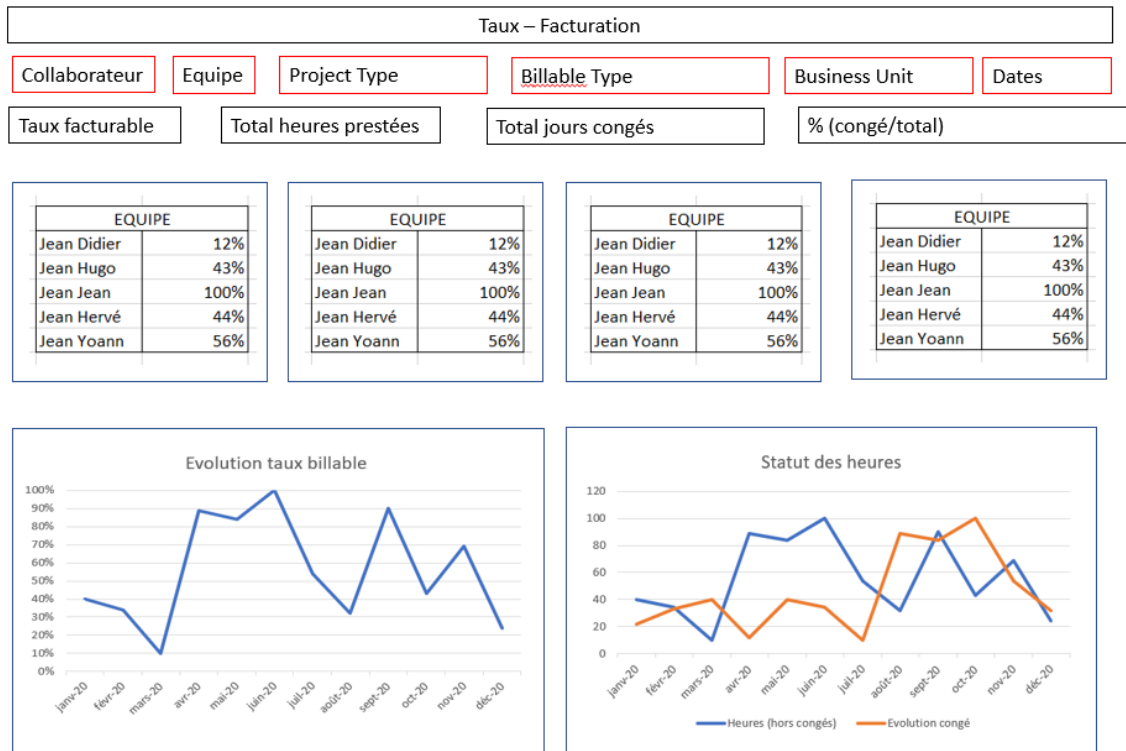 Taux – Facturation
Collaborateur Equipe Project Type Billable Type Business Unit Dates
Taux facturable Total heures prestées Total jours congés % (congé/total)
EQUIPE
Jean Didier 12%
Jean Hugo 43%
Jean Jean 100%
Jean Hervé 44%
Jean Yoann 56%
EQUIPE
Jean Didier 12%
Jean Hugo 43%
Jean Jean 100%
Jean Hervé 44%
Jean Yoann 56%
EQUIPE
Jean Didier 12%
Jean Hugo 43%
Jean Jean 100%
Jean Hervé 44%
Jean Yoann 56%
EQUIPE
Jean Didier 12%
Jean Hugo 43%
Jean Jean 100%
Jean Hervé 44%
Jean Yoann 56%
Evolution taux billable
100%
90%
80%
70%
60%
50%
40%
30%
20%
10%
0%
janv-20 févr-20 mars-20 avr-20 mai-20 juin-20 juil-20 août-20 sept-20 oct-20 nov-20 déc-20
Statut des heures
120
100
80
60
40
20
0
janv-20 févr-20 mars-20 avr-20 mai-20 juin-20 juil-20 août-20 sept-20 oct-20 nov-20 déc-20
Heures (hors congés) Evolution congé